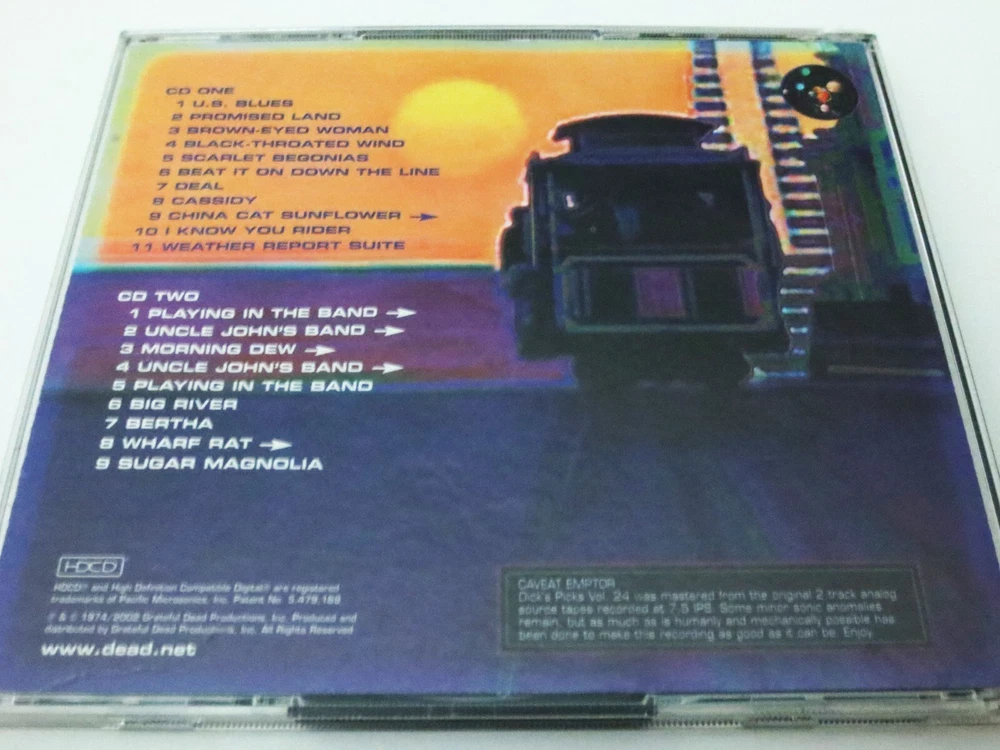 CD ONE
1 U.S. BLUES
2 PROMISED LAND
3 BROWN-EYED WOMAN
4 BLACK-THROATED WIND
5 SCARLET BEGONIAS
6 BEAT IT ON DOWN THE LINE
7 DEAL
8 CASSIDY
9 CHINA CAT SUNFLOWER →
10 I KNOW YOU RIDER
11 WEATHER REPORT SUITE
CD TWO
1 PLAYING IN THE BAND →
2 UNCLE JOHN'S BAND →
3 MORNING DEW →
4 UNCLE JOHN'S BAND →
5 PLAYING IN THE BAND
6 BIG RIVER
7 BERTHA
8 WHARF RAT →
9 SUGAR MAGNOLIA
HDCD
HDCD® and High Definition Compatible Digital® are registered
trademarks of Pacific Microsonics, Inc. Patent No. 5,479,168
℗ & © 1974/2002 Grateful Dead Productions, Inc. Produced and
distributed by Grateful Dead Productions, Inc. All Rights Reserved
www.dead.net
CAVEAT EMPTOR
Dick's Picks Vol. 24 was mastered from the original 2 track analog
source tapes recorded at 7.5 IPS. Some minor sonic anomalies
remain, but as much as is humanly and mechanically possible has
been done to make this recording as good as it can be. Enjoy.